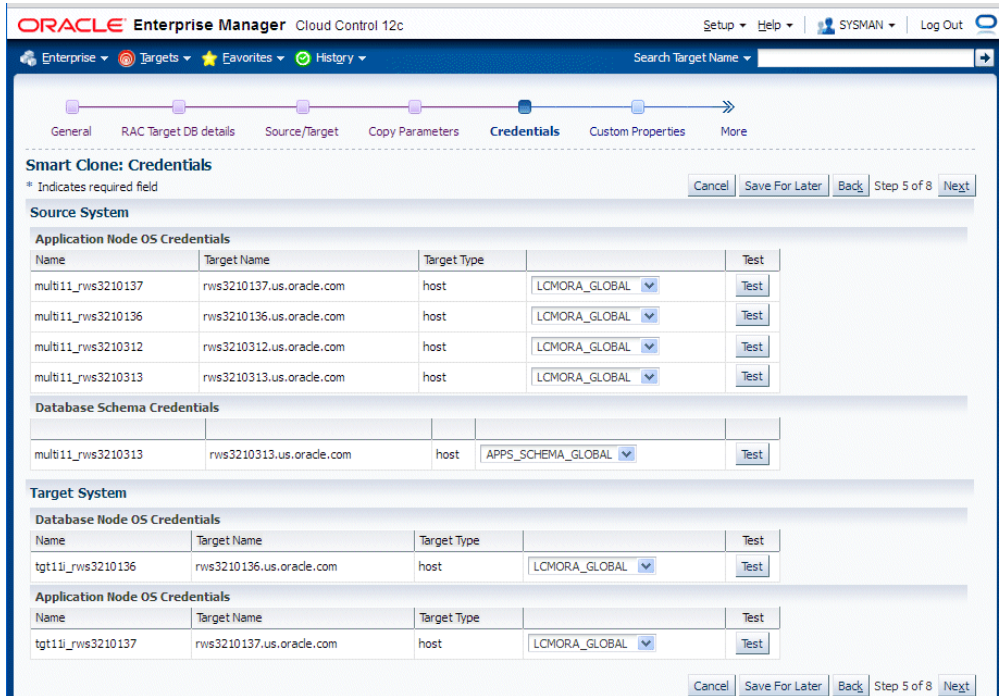 ORACLE Enterprise Manager Cloud Control 12c
Setup Help SYSMAN Log Out
Enterprise Targets Favorites History Search Target Name
General RAC Target DB details Source/Target Copy Parameters Credentials Custom Properties More
Smart Clone: Credentials
* Indicates required field Cancel Save For Later Back Step 5 of 8 Next
Source System
Application Node OS Credentials
Name Target Name Target Type Test
multi11_rws3210137 rws3210137.us.oracle.com host LCMORA_GLOBAL Test
multi11_rws3210136 rws3210136.us.oracle.com host LCMORA_GLOBAL Test
multi11_rws3210312 rws3210312.us.oracle.com host LCMORA_GLOBAL Test
multi11_rws3210313 rws3210313.us.oracle.com host LCMORA_GLOBAL Test
Database Schema Credentials
multi11_rws3210313 rws3210313.us.oracle.com host APPS_SCHEMA_GLOBAL Test
Target System
Database Node OS Credentials
Name Target Name Target Type Test
tgt11i_rws3210136 rws3210136.us.oracle.com host LCMORA_GLOBAL Test
Application Node OS Credentials
Name Target Name Target Type Test
tgt11i_rws3210137 rws3210137.us.oracle.com host LCMORA_GLOBAL Test
Cancel Save For Later Back Step 5 of 8 Next